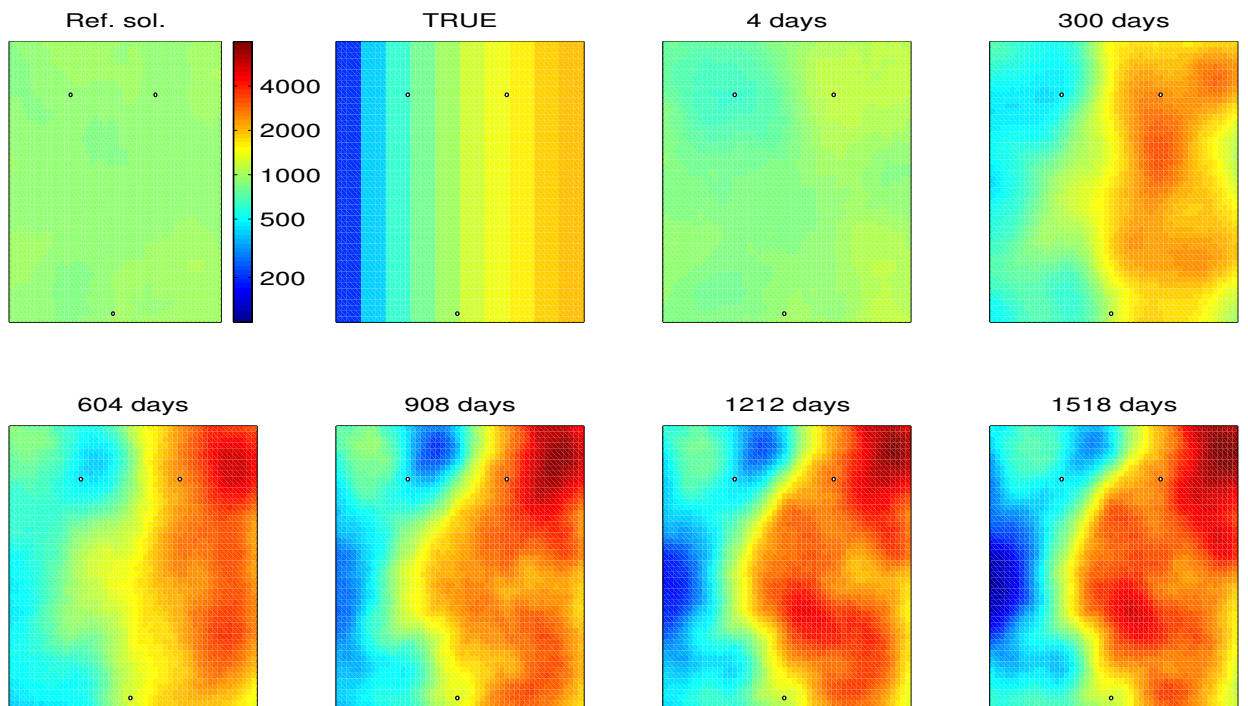 Ref. sol.
TRUE
4 days
300 days
4000
2000
1000
500
200
604 days
908 days
1212 days
1518 days